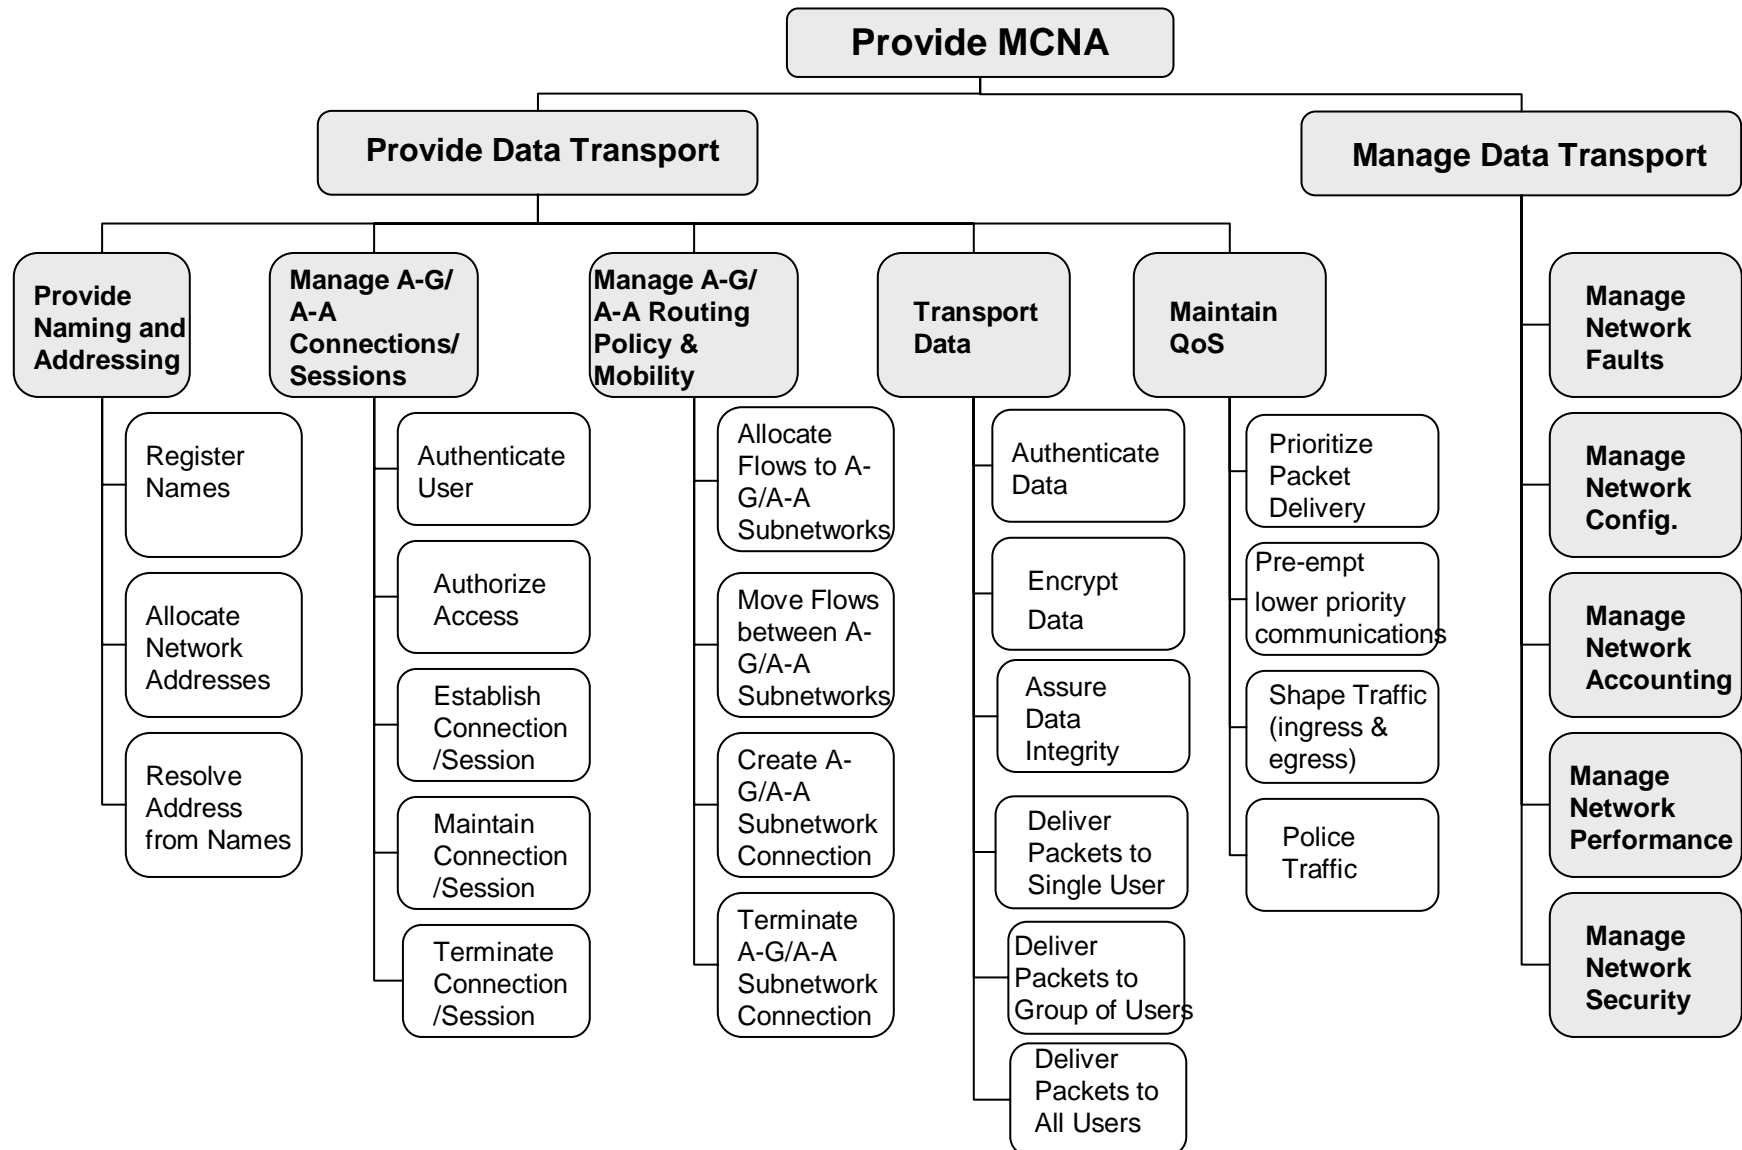 Provide MCNA
Provide Data Transport
Manage Data Transport
Provide
Naming and
Addressing
Manage A-G/
A-A
Connections/
Sessions
Manage A-G/
A-A Routing
Policy &
Mobility
Transport
Data
Maintain
QoS
Register
Names
Allocate
Network
Addresses
Resolve
Address
from Names
Authenticate
User
Authorize
Access
Establish
Connection
/Session
Maintain
Connection
/Session
Terminate
Connection
/Session
Allocate
Flows to A-
G/A-A
Subnetworks
Move Flows
between A-
G/A-A
Subnetworks
Create A-
G/A-A
Subnetwork
Connection
Terminate
A-G/A-A
Subnetwork
Connection
Authenticate
Data
Encrypt
Data
Assure
Data
Integrity
Deliver
Packets to
Single User
Deliver
Packets to
Group of Users
Deliver
Packets to
All Users
Prioritize
Packet
Delivery
Pre-empt
lower priority
communications
Shape Traffic
(ingress &
egress)
Police
Traffic
Manage
Network
Faults
Manage
Network
Config.
Manage
Network
Accounting
Manage
Network
Performance
Manage
Network
Security